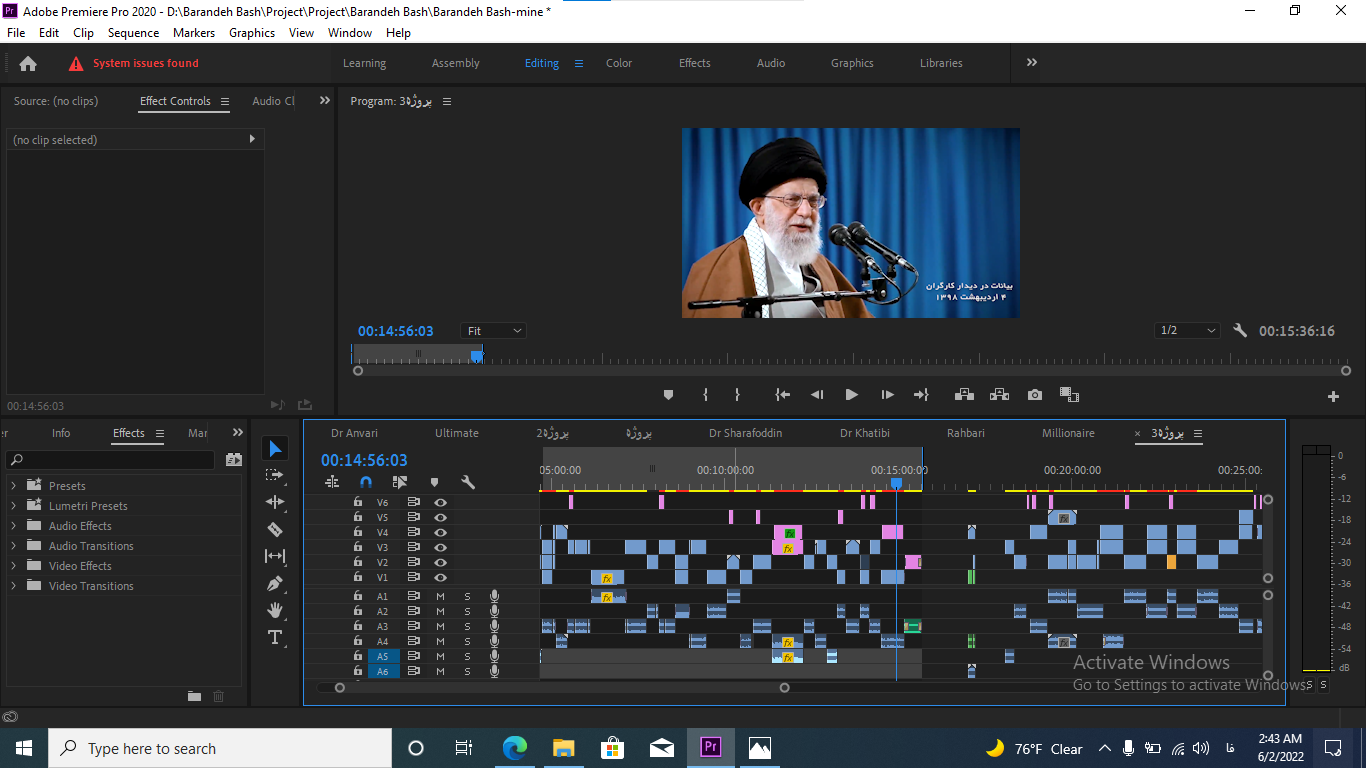 Adobe Premiere Pro 2020 - D:\Barandeh Bash\Project\Project\Barandeh Bash\Barandeh Bash-mine *
File Edit Clip Sequence Markers Graphics View Window Help
System issues found
Learning Assembly Editing Color Effects Audio Graphics Libraries
Source: (no clips) Effect Controls Audio Cl
Program: پروژه3
(no clip selected)
بیانات در دیدار کارگران
۴ اردیبهشت ۱۳۹۸
00:14:56:03 Fit 1/2 00:15:36:16
00:14:56:03
er Info Effects Mar
Dr Anvari Ultimate پروژه2 پروژه Dr Sharafoddin Dr Khatibi Rahbari Millionaire × پروژه3
00:14:56:03
05:00:00 00:10:00:00 00:15:00:00 00:20:00:00 00:25:00:
Presets
Lumetri Presets
Audio Effects
Audio Transitions
Video Effects
Video Transitions
V6
V5
V4 fx
V3 fx
V2
V1 fx
A1 M S fx
A2 M S
A3 M S
A4 M S fx
A5 M S fx
A6 M S
0
-6
-12
-18
-24
-30
-36
-42
-48
-54
dB
S S
Activate Windows
Go to Settings to activate Windows.
Type here to search
Pr
76°F Clear
فا
2:43 AM
6/2/2022